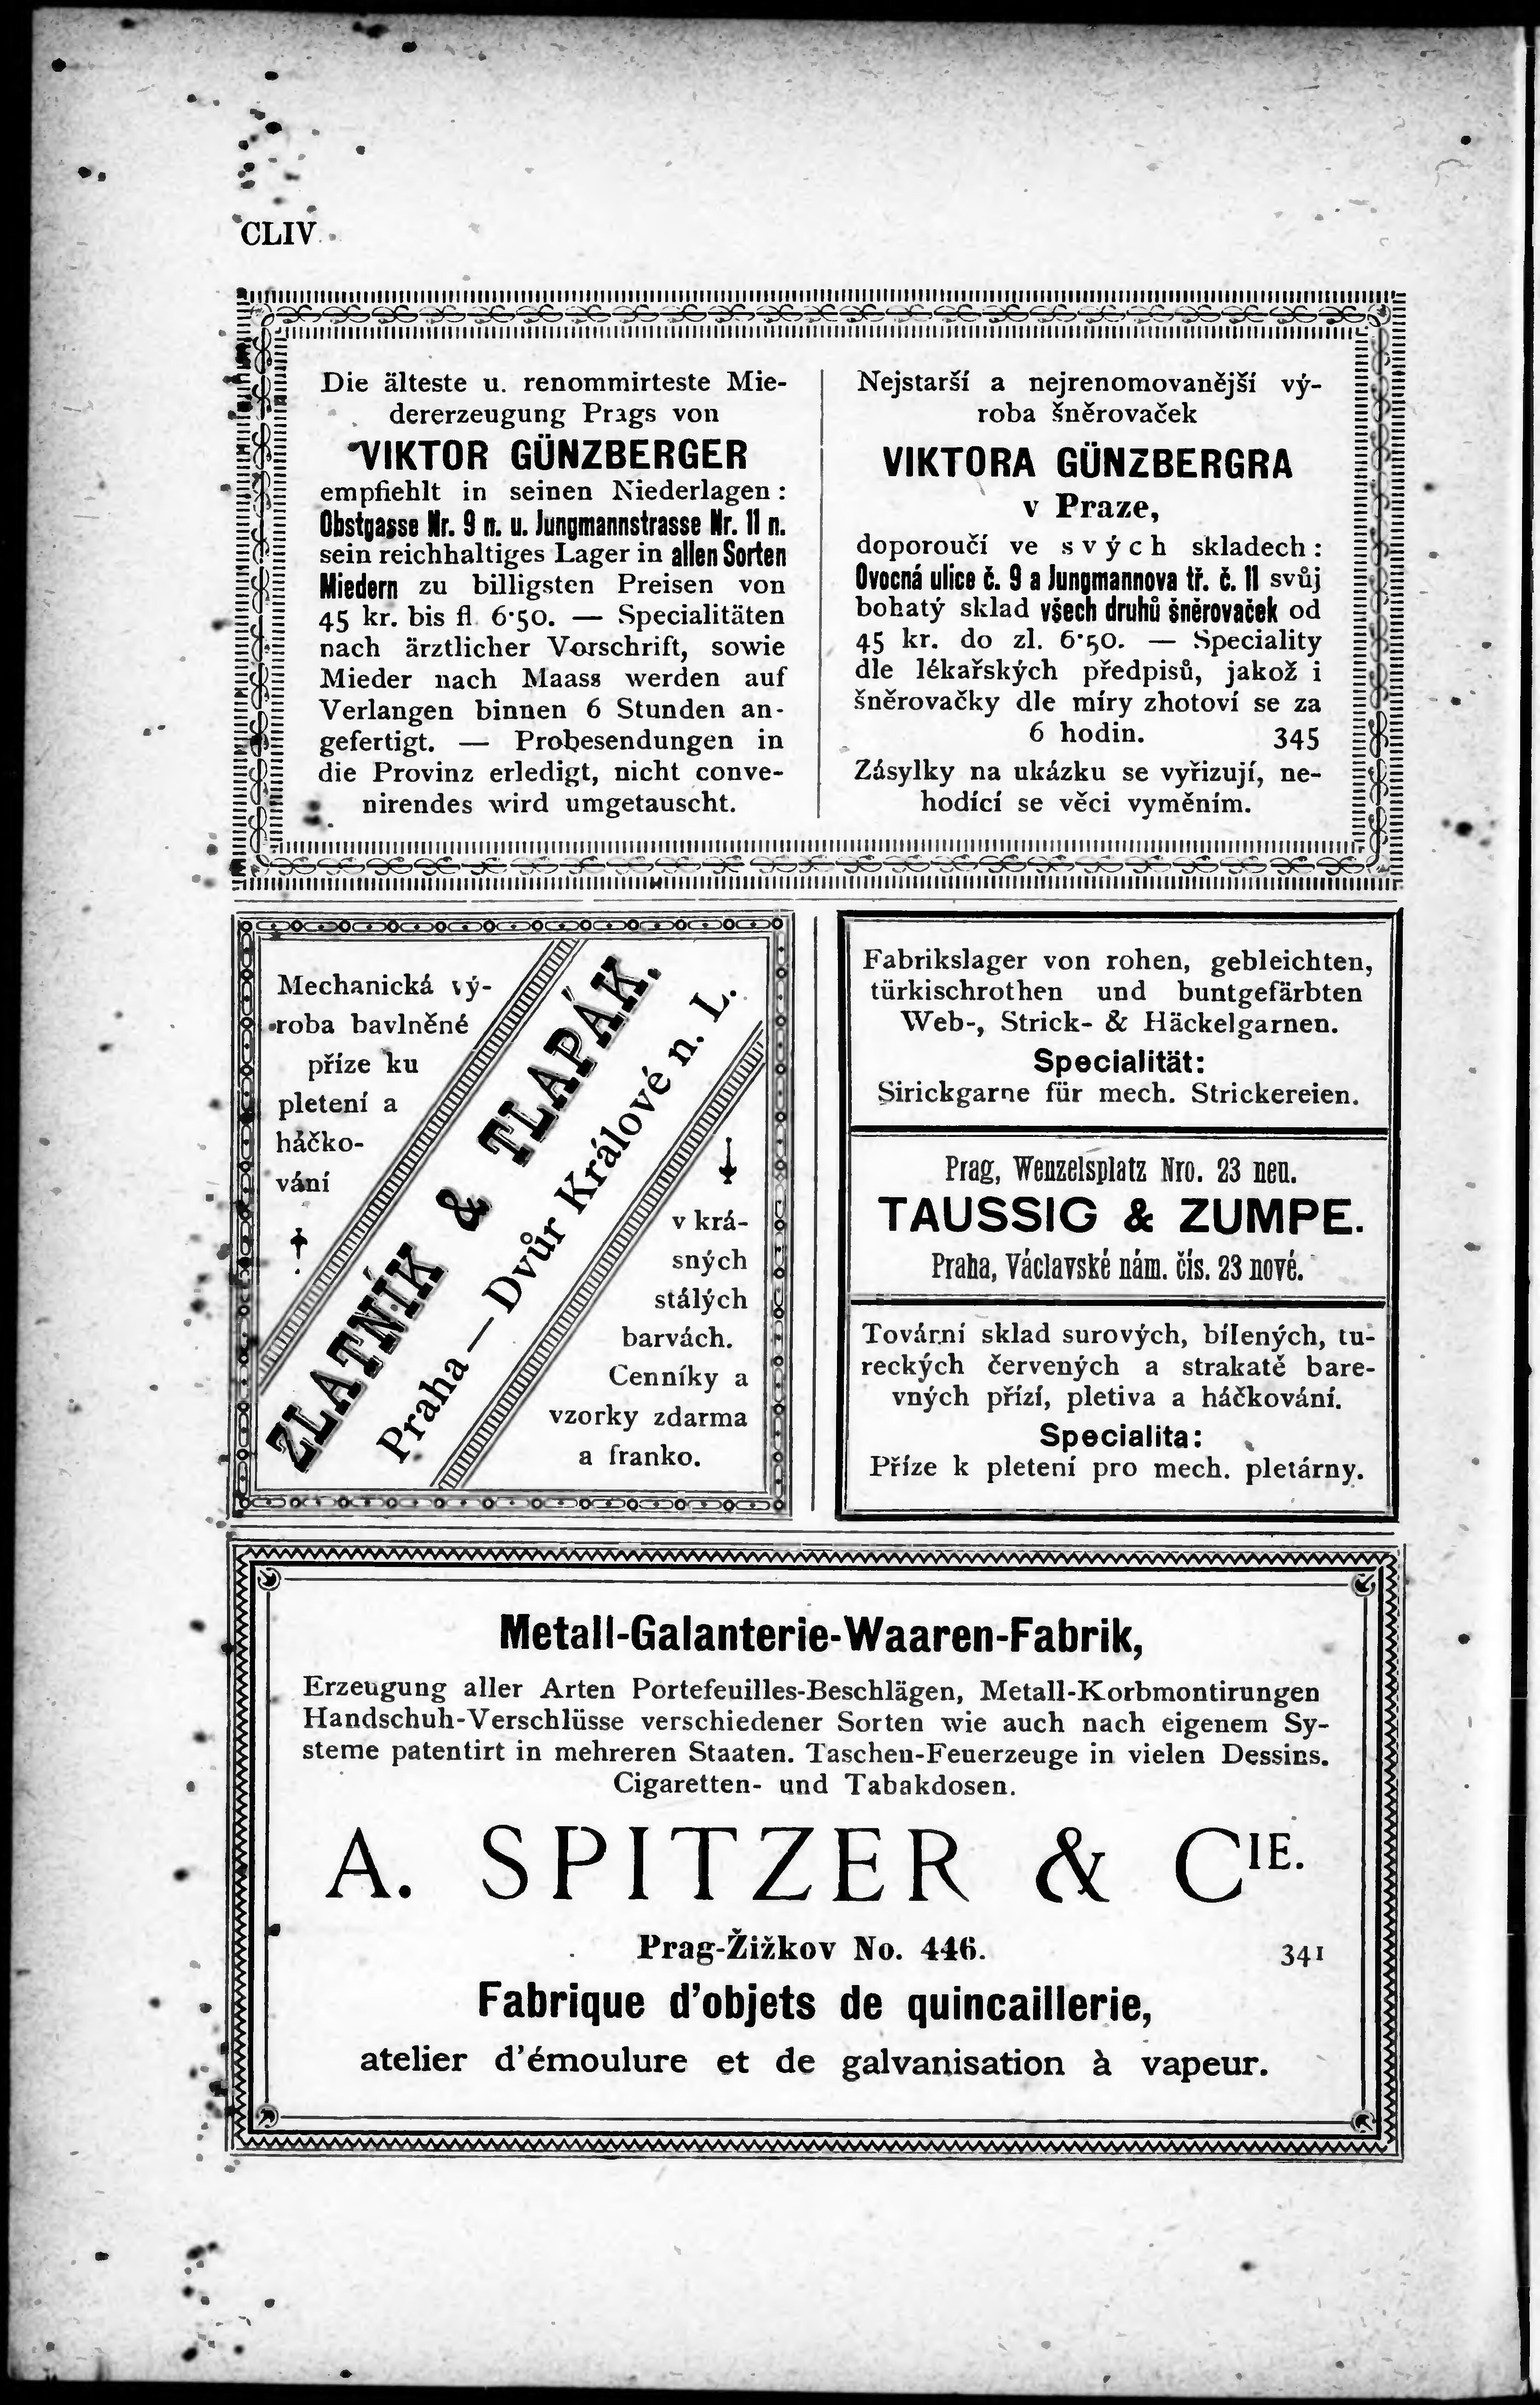 CLIV
Die älteste u. renommirteste Mie-
dererzeugung Prags von
VIKTOR GÜNZBERGER
empfiehlt in seinen Niederlagen:
Obstgasse Nr. 9 n. u. Jungmannstrasse Nr. 11 n.
sein reichhaltiges Lager in allen Sorten
Miedern zu billigsten Preisen von
45 kr. bis fl 6·50. — Specialitäten
nach ärztlicher Vorschrift, sowie
Mieder nach Maass werden auf
Verlangen binnen 6 Stunden an-
gefertigt. — Probesendungen in
die Provinz erledigt, nicht conve-
nirendes wird umgetauscht.
Nejstarší a nejrenomovanější vý-
roba šněrovaček
VIKTORA GÜNZBERGRA
v Praze,
doporoučí ve svých skladech:
Ovocná ulice č. 9 a Jungmannova tř. č. 11 svůj
bohatý sklad všech druhů šněrovaček od
45 kr. do zl. 6·50. — Speciality
dle lékařských předpisů, jakož i
šněrovačky dle míry zhotoví se za
6 hodin. 345
Zásylky na ukázku se vyřizují, ne-
hodící se věci vyměním.
Mechanická vý-
roba bavlněné
příze ku
pletení a
háčko-
vání
ZLATNÍK & TLAPÁK.
Praha — Dvůr Králové n. L.
v krá-
sných
stálých
barvách.
Cenníky a
vzorky zdarma
a franko.
Fabrikslager von rohen, gebleichten,
türkischrothen und buntgefärbten
Web-, Strick- & Häckelgarnen.
Specialität:
Sirickgarne für mech. Strickereien.
Prag, Wenzelsplatz Nro. 23 neu.
TAUSSIG & ZUMPE.
Praha, Václavské nám. čís. 23 nové.
Tovární sklad surových, bílených, tu-
reckých červených a strakatě bare-
vných přízí, pletiva a háčkování.
Specialita:
Příze k pletení pro mech. pletárny.
Metall-Galanterie-Waaren-Fabrik,
Erzeugung aller Arten Portefeuilles-Beschlägen, Metall-Korbmontirungen
Handschuh-Verschlüsse verschiedener Sorten wie auch nach eigenem Sy-
steme patentirt in mehreren Staaten. Taschen-Feuerzeuge in vielen Dessins.
Cigaretten- und Tabakdosen.
A. SPITZER & CIE.
Prag-Žižkov No. 446. 341
Fabrique d'objets de quincaillerie,
atelier d'émoulure et de galvanisation à vapeur.